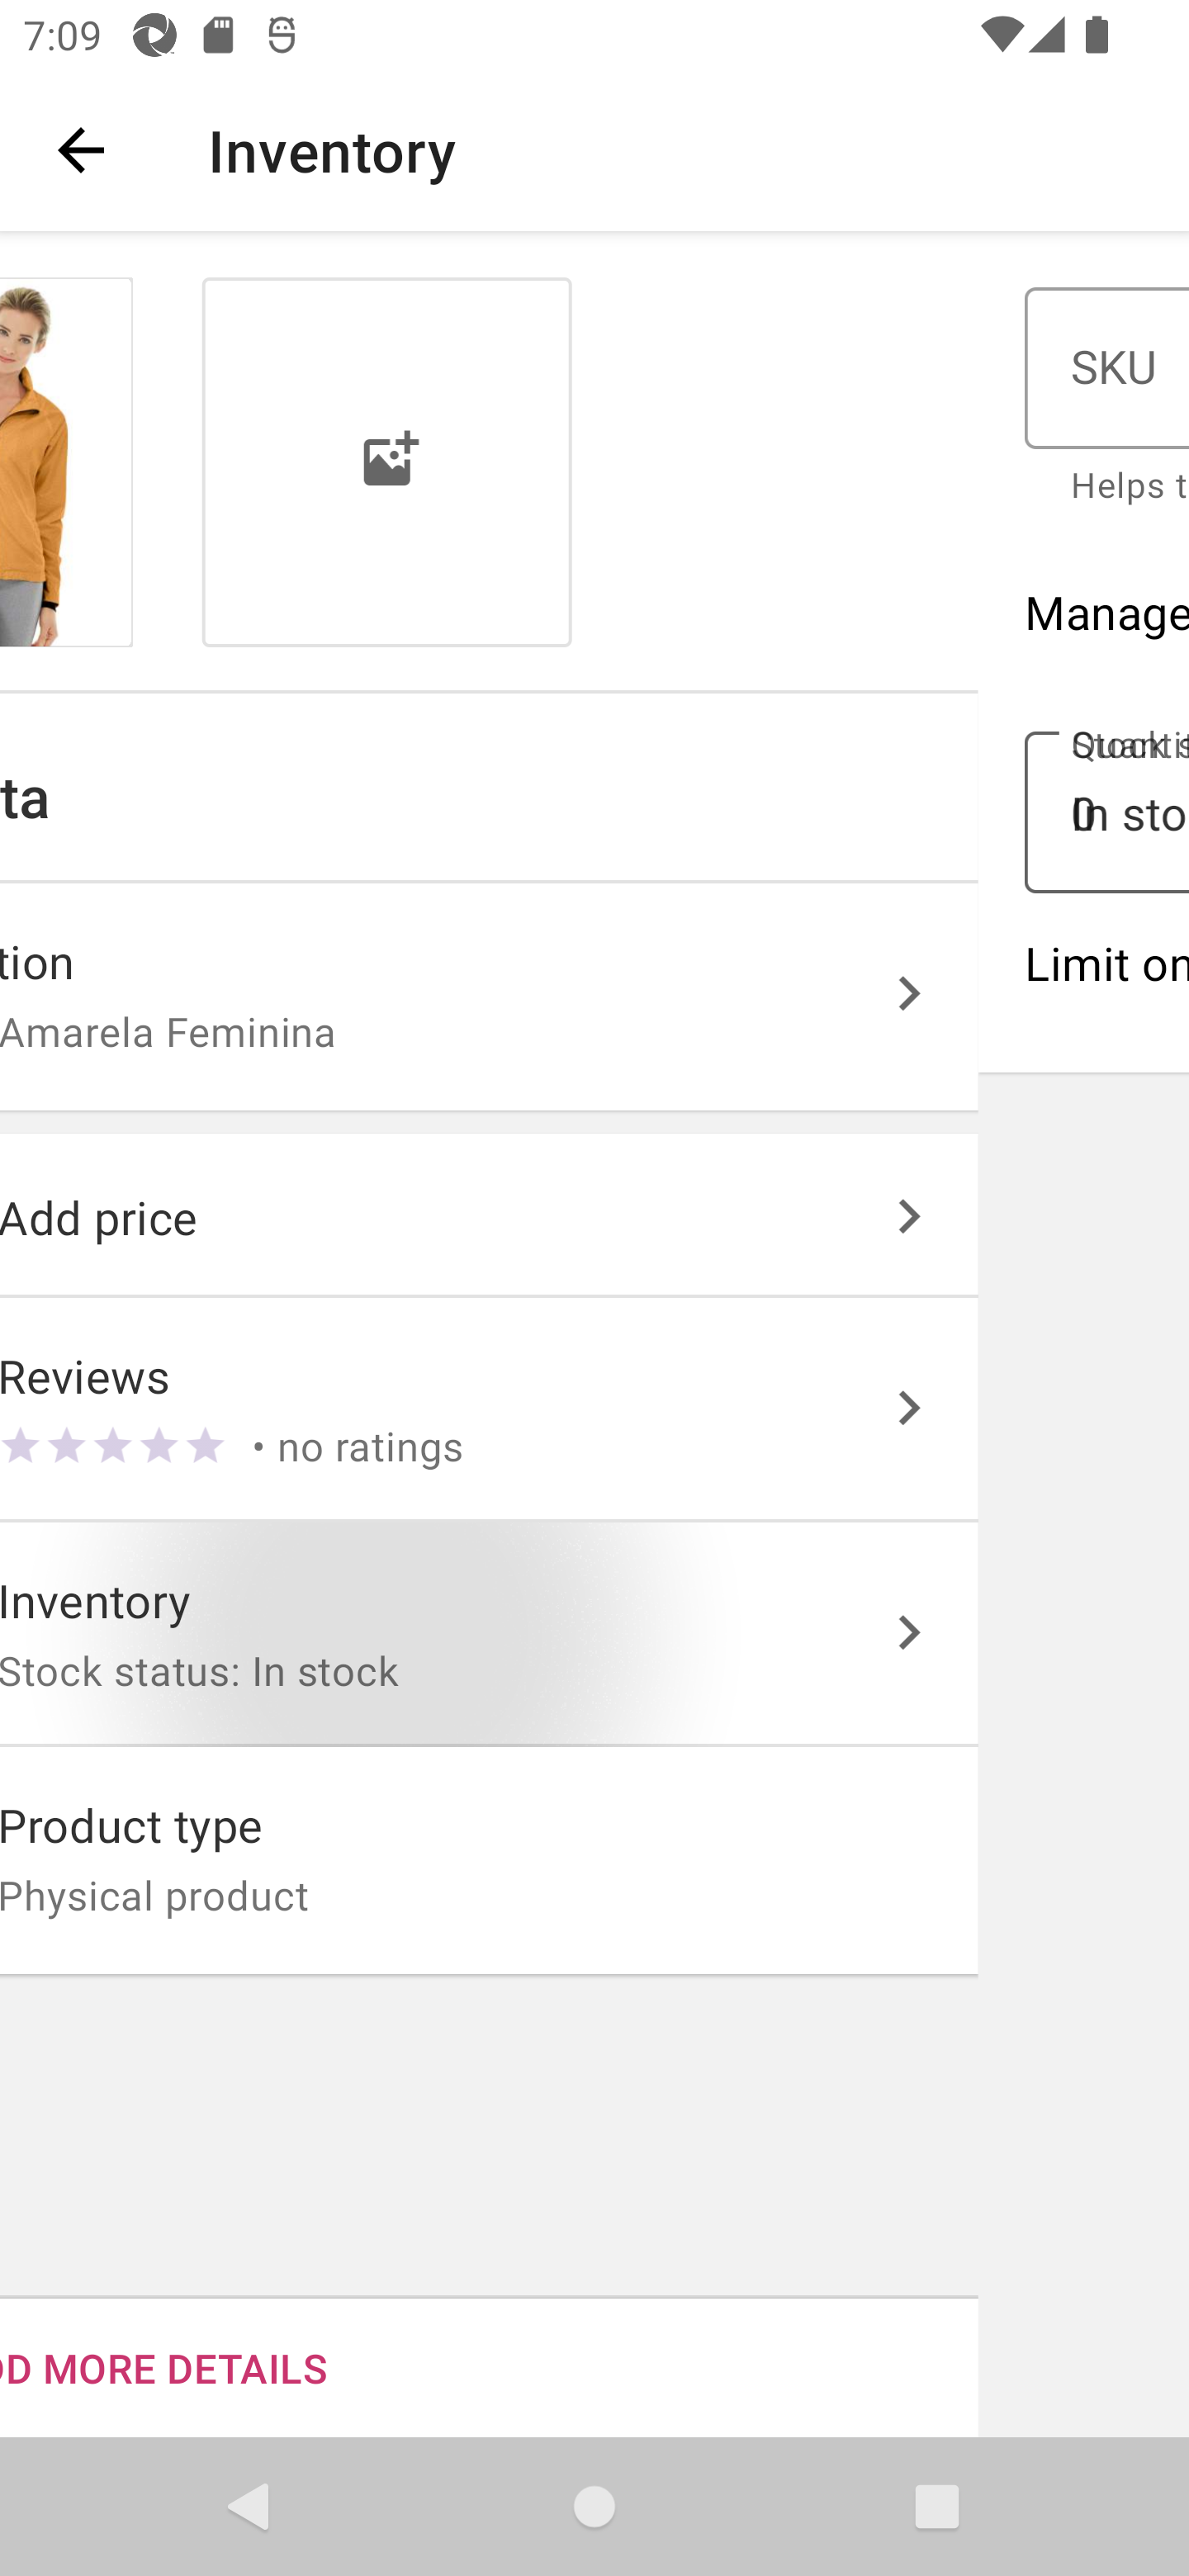 7:09
Inventory
SKU
Helps t
Manage
ta
In sto
tion
Amarela Feminina
Limit on
Add price
Reviews
• no ratings
Inventory
Stock status: In stock
Product type
Physical product
DD MORE DETAILS